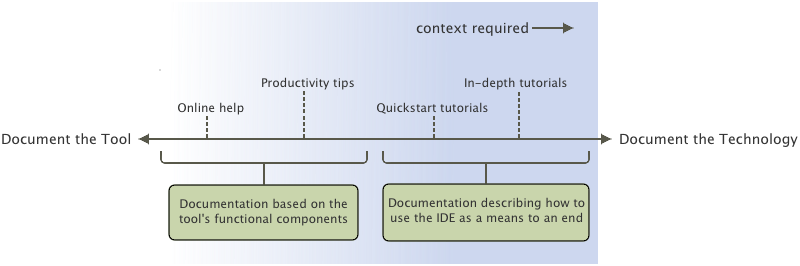 context required
Productivity tips
In-depth tutorials
Online help
Quickstart tutorials
Document the Tool
Document the Technology
Documentation based on the
tool's functional components
Documentation describing how to
use the IDE as a means to an end